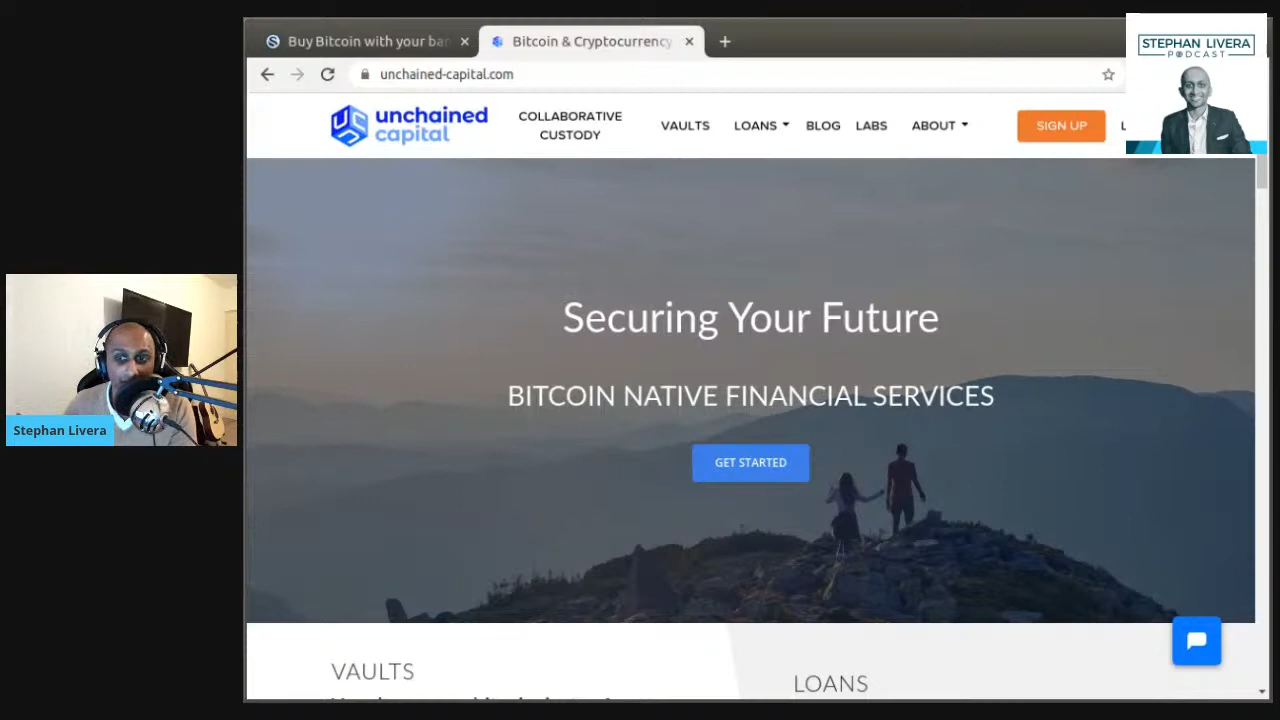 Buy Bitcoin with your ban
Bitcoin & Cryptocurrency
unchained-capital.com
STEPHAN LIVERA
PODCAST
unchained
capital
COLLABORATIVE
CUSTODY
VAULTS
LOANS
BLOG
LABS
ABOUT
SIGN UP
L
Securing Your Future
BITCOIN NATIVE FINANCIAL SERVICES
GET STARTED
Stephan Livera
VAULTS
LOANS